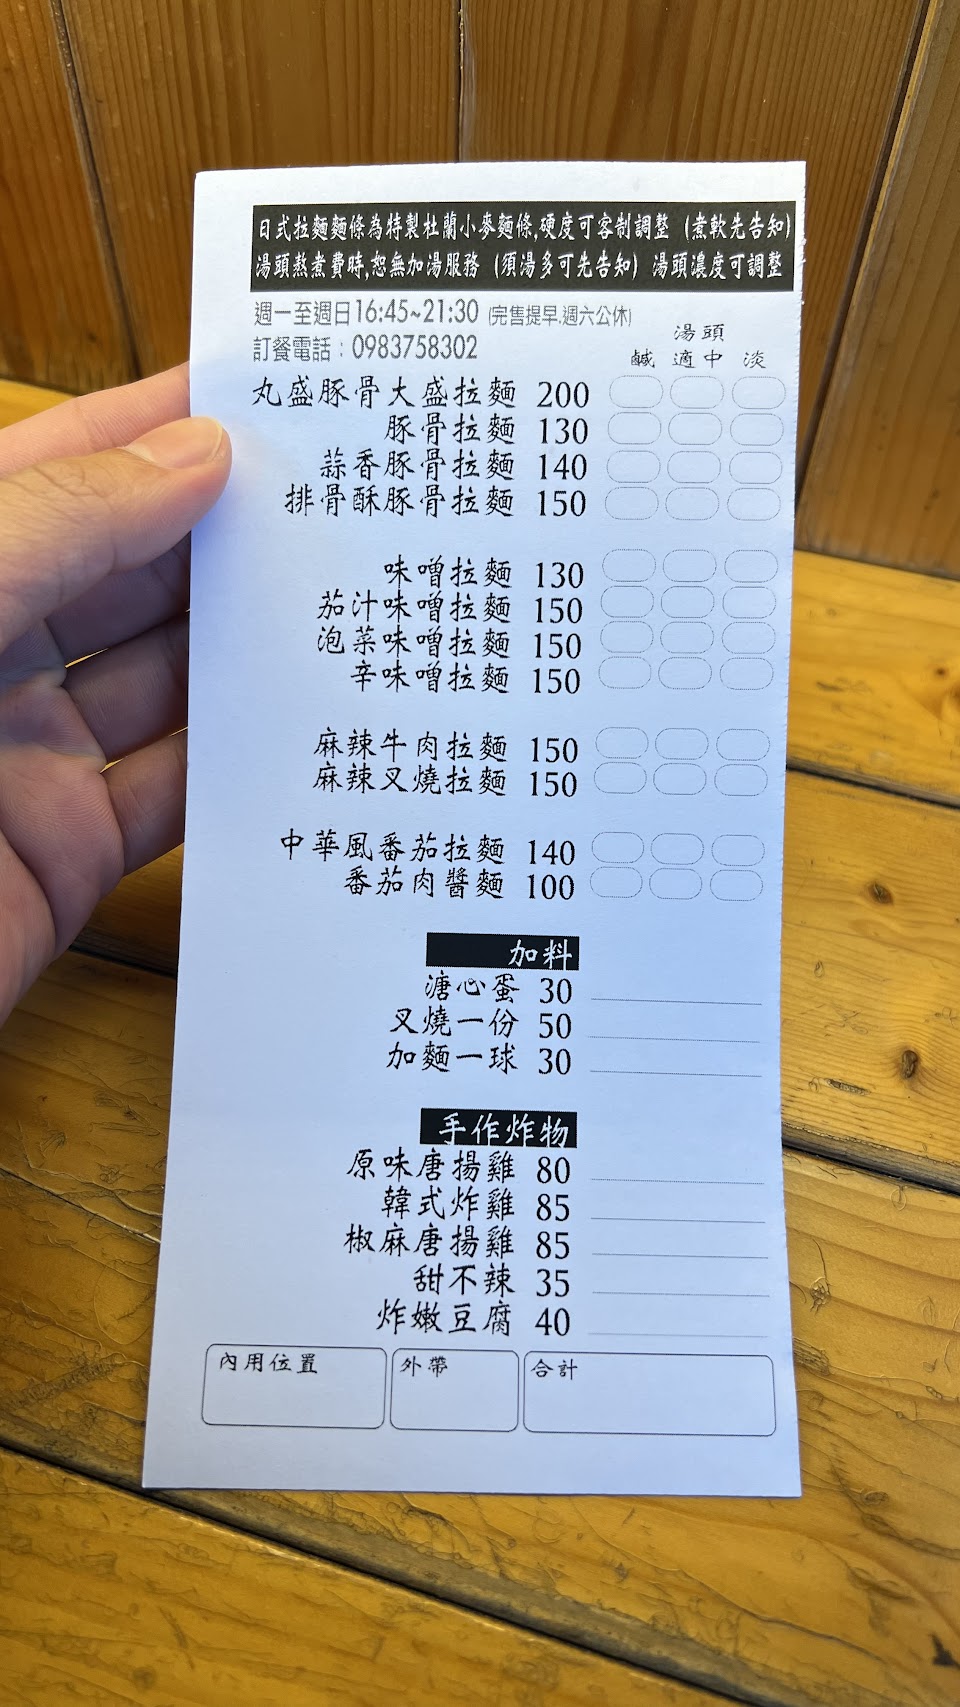 日式拉麵麵條為特製杜蘭小麥麵條,硬度可客制調整(煮軟先告知)
湯頭熬煮費時,恕無加湯服務(須湯多可先告知) 湯頭濃度可調整
週一至週日16:45~21:30 (完售提早.週六公休)
訂餐電話:0983758302
湯頭
鹹 適中 淡
丸盛豚骨大盛拉麵 200
豚骨拉麵 130
蒜香豚骨拉麵 140
排骨酥豚骨拉麵 150
味噌拉麵 130
茄汁味噌拉麵 150
泡菜味噌拉麵 150
辛味噌拉麵 150
麻辣牛肉拉麵 150
麻辣叉燒拉麵 150
中華風番茄拉麵 140
番茄肉醬麵 100
加料
溏心蛋 30
叉燒一份 50
加麵一球 30
手作炸物
原味唐揚雞 80
韓式炸雞 85
椒麻唐揚雞 85
甜不辣 35
炸嫩豆腐 40
內用位置 外帶 合計